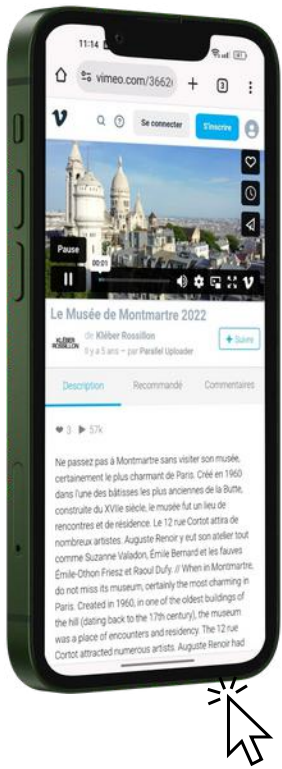 11:14
vimeo.com/3662
3
Se connecter
S'inscrire
Pause
00:01
Le Musée de Montmartre 2022
KLÉBER
ROSSILLON
de Kléber Rossillon
Il y a 5 ans – par Parallel Uploader
+ Suivre
Description
Recommandé
Commentaires
3
57k
Ne passez pas à Montmartre sans visiter son musée,
certainement le plus charmant de Paris. Créé en 1960
dans l'une des bâtisses les plus anciennes de la Butte,
construite du XVIIe siècle, le musée fut un lieu de
rencontres et de résidence. Le 12 rue Cortot attira de
nombreux artistes. Auguste Renoir y eut son atelier tout
comme Suzanne Valadon, Émile Bernard et les fauves
Émile-Othon Friesz et Raoul Dufy. // When in Montmartre,
do not miss its museum, certainly the most charming in
Paris. Created in 1960, in one of the oldest buildings of
the hill (dating back to the 17th century), the museum
was a place of encounters and residency. The 12 rue
Cortot attracted numerous artists. Auguste Renoir had